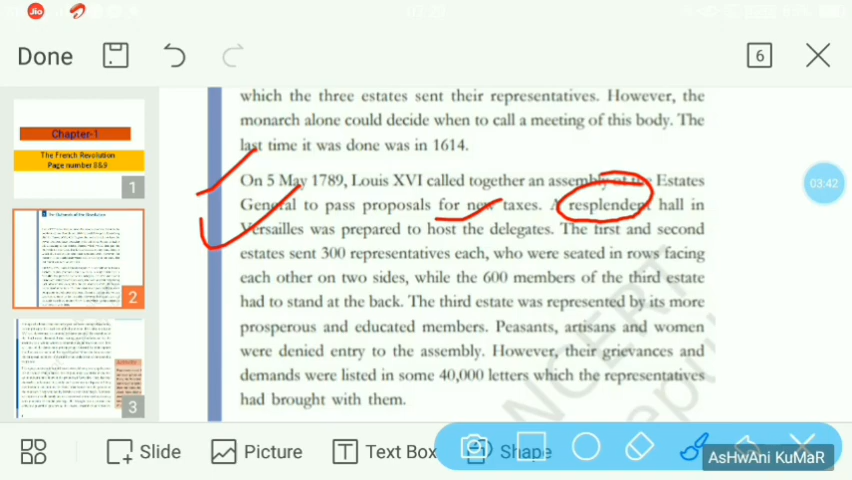 Jio
07:29
Done
6
which the three estates sent their representatives. However, the
monarch alone could decide when to call a meeting of this body. The
last time it was done was in 1614.
On 5 May 1789, Louis XVI called together an assembly of the Estates
General to pass proposals for new taxes. A resplendent hall in
Versailles was prepared to host the delegates. The first and second
estates sent 300 representatives each, who were seated in rows facing
each other on two sides, while the 600 members of the third estate
had to stand at the back. The third estate was represented by its more
prosperous and educated members. Peasants, artisans and women
were denied entry to the assembly. However, their grievances and
demands were listed in some 40,000 letters which the representatives
had brought with them.
Chapter-1
The French Revolution
Page number 8&9
1
2
3
03:42
NCERT
Slide
Picture
Text Box
Shape
AsHwAni KuMaR